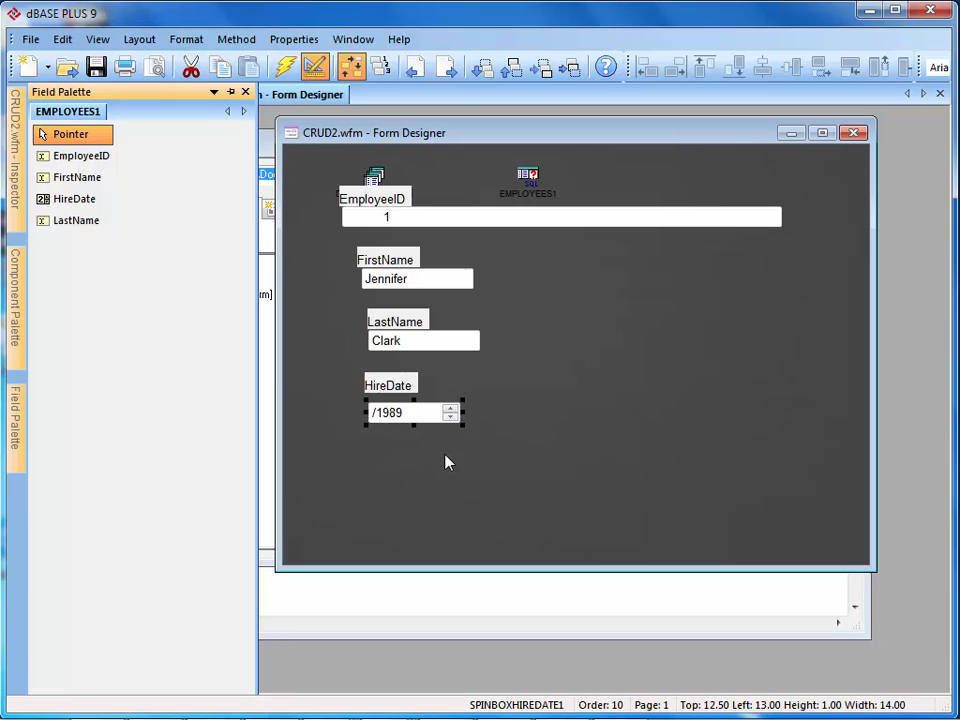 dBASE PLUS 9
File Edit View Layout Format Method Properties Window Help
Aria
Field Palette
- Form Designer
EMPLOYEES1
Pointer
EmployeeID
FirstName
HireDate
LastName
CRUD2.wfm - Inspector
Component Palette
Field Palette
CRUD2.wfm - Form Designer
SQL
EMPLOYEES1
EmployeeID
1
FirstName
Jennifer
LastName
Clark
HireDate
/1989
SPINBOXHIREDATE1 Order: 10 Page: 1 Top: 12.50 Left: 13.00 Height: 1.00 Width: 14.00